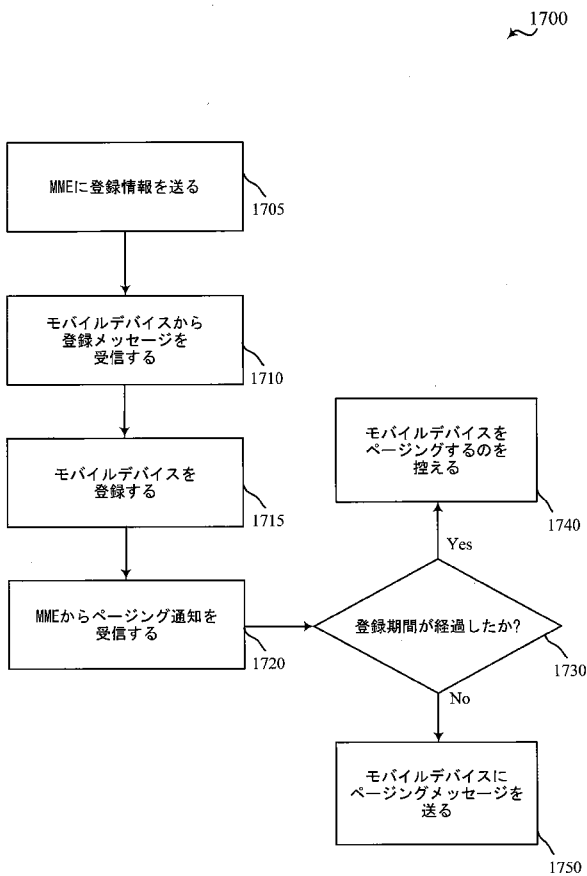 1700
MMEに登録情報を送る
1705
モバイルデバイスから
登録メッセージを
受信する
1710
モバイルデバイスを
登録する
1715
MMEからページング通知を
受信する
1720
登録期間が経過したか?
1730
Yes
モバイルデバイスを
ページングするのを
控える
1740
No
モバイルデバイスに
ページングメッセージを
送る
1750